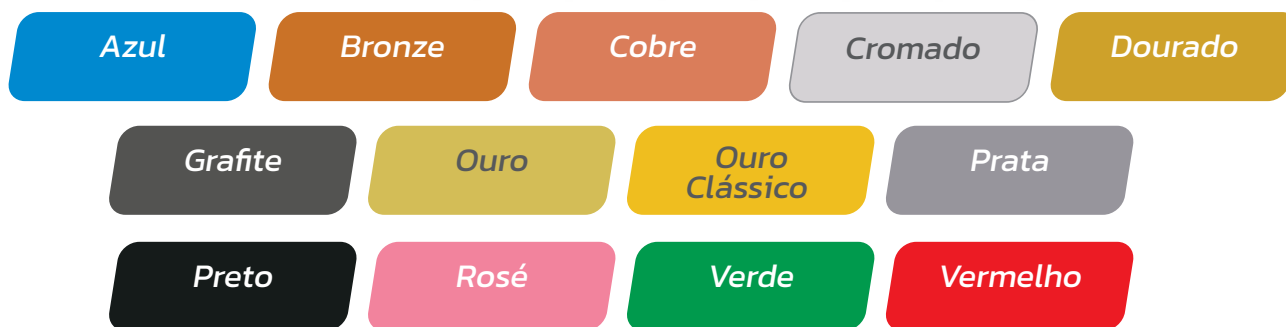 Azul
Bronze
Cobre
Cromado
Dourado
Grafite
Ouro
Ouro
Clássico
Prata
Preto
Rosé
Verde
Vermelho